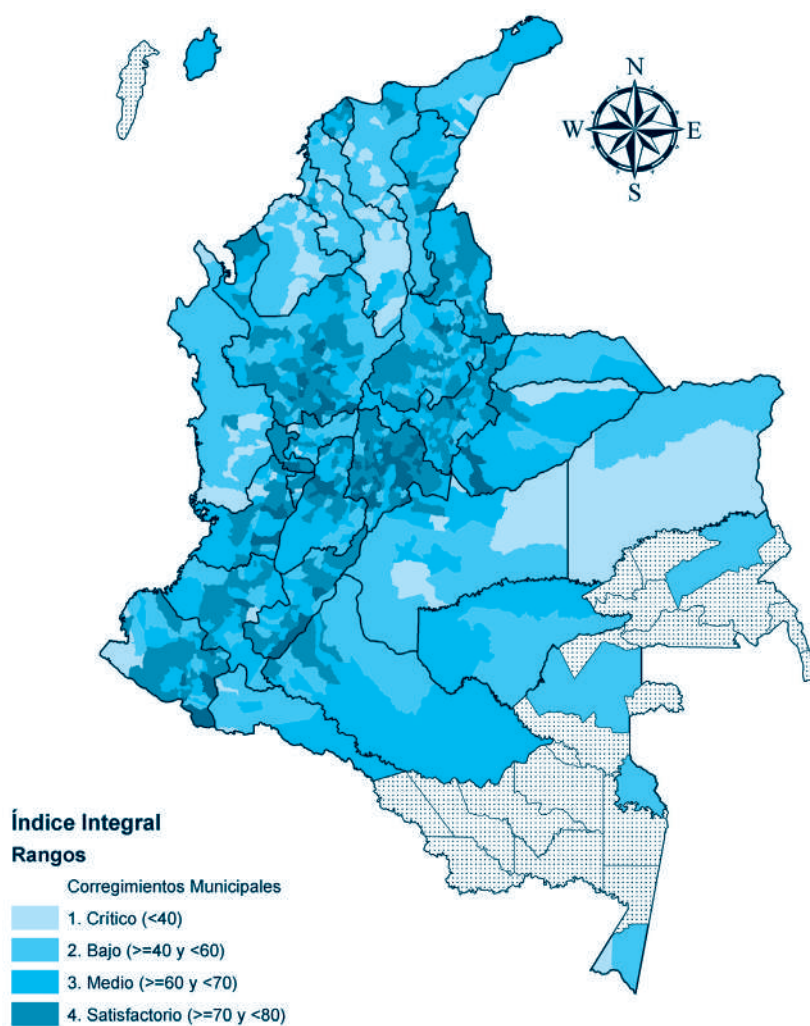 N
W E
S
Índice Integral
Rangos
Corregimientos Municipales
1. Crítico (<40)
2. Bajo (>=40 y <60)
3. Medio (>=60 y <70)
4. Satisfactorio (>=70 y <80)